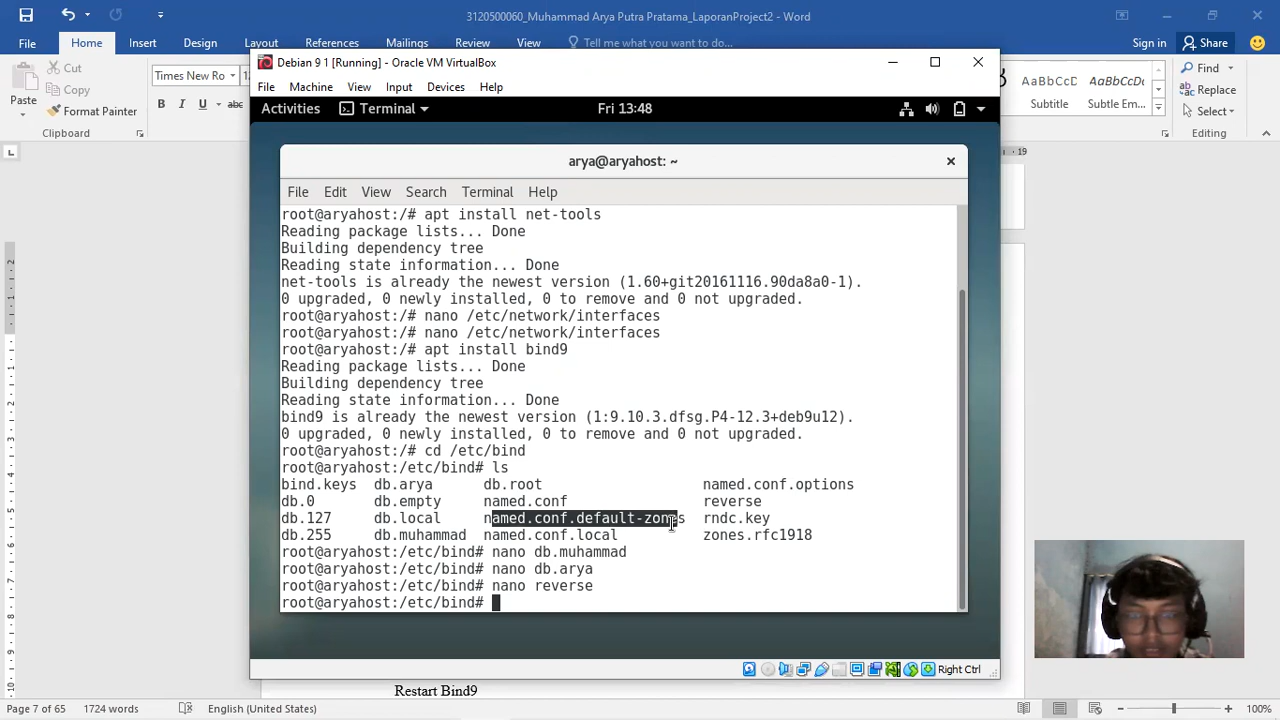 3120500060_Muhammad Arya Putra Pratama_LaporanProject2 - Word
File Home Insert Design Layout References Mailings Review View Tell me what you want to do... Sign in Share
Paste
Cut
Copy
Format Painter
Clipboard
Times New Ro
B I U abc
AaBbCcD AaBbCcD
Subtitle Subtle Em...
Find
Replace
Select
Editing
Debian 9 1 [Running] - Oracle VM VirtualBox
File Machine View Input Devices Help
Activities Terminal Fri 13:48
arya@aryahost: ~
File Edit View Search Terminal Help
root@aryahost:/# apt install net-tools
Reading package lists... Done
Building dependency tree
Reading state information... Done
net-tools is already the newest version (1.60+git20161116.90da8a0-1).
0 upgraded, 0 newly installed, 0 to remove and 0 not upgraded.
root@aryahost:/# nano /etc/network/interfaces
root@aryahost:/# nano /etc/network/interfaces
root@aryahost:/# apt install bind9
Reading package lists... Done
Building dependency tree
Reading state information... Done
bind9 is already the newest version (1:9.10.3.dfsg.P4-12.3+deb9u12).
0 upgraded, 0 newly installed, 0 to remove and 0 not upgraded.
root@aryahost:/# cd /etc/bind
root@aryahost:/etc/bind# ls
bind.keys db.arya db.root named.conf.options
db.0 db.empty named.conf reverse
db.127 db.local named.conf.default-zones rndc.key
db.255 db.muhammad named.conf.local zones.rfc1918
root@aryahost:/etc/bind# nano db.muhammad
root@aryahost:/etc/bind# nano db.arya
root@aryahost:/etc/bind# nano reverse
root@aryahost:/etc/bind#
Right Ctrl
19
Restart Bind9
Page 7 of 65 1724 words English (United States) 100%